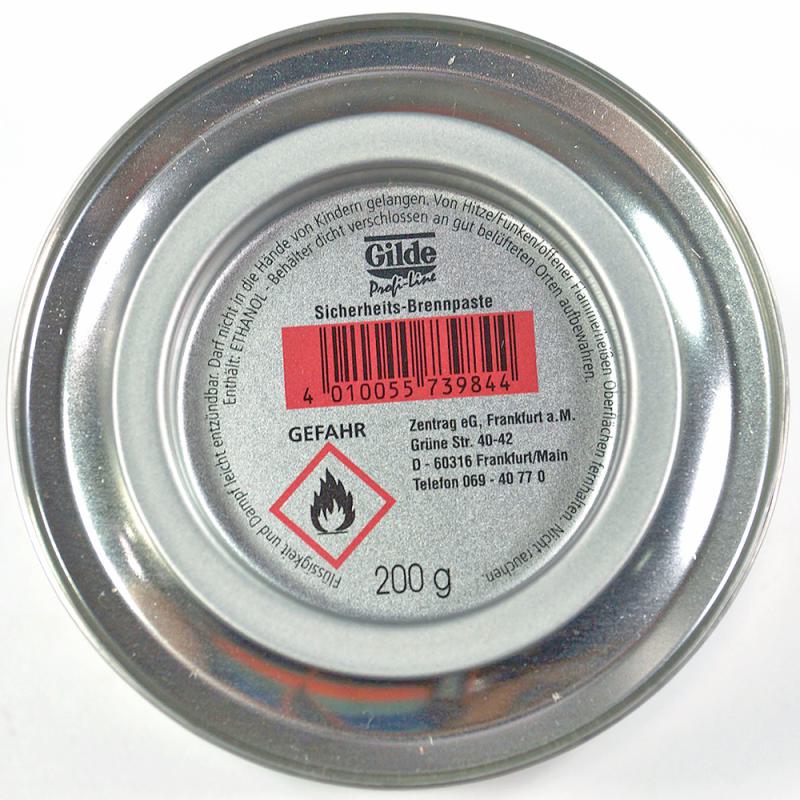 Flüssigkeit und Dampf leicht entzündbar. Darf nicht in die Hände von Kindern gelangen. Von Hitze/Funken/offener Flamme/heißen Oberflächen fernhalten. Nicht rauchen.
Enthält: ETHANOL - Behälter dicht verschlossen an gut belüfteten Orten aufbewahren.
Gilde
Profi-Line
Sicherheits-Brennpaste
4 010055 739844
GEFAHR
Zentrag eG, Frankfurt a.M.
Grüne Str. 40-42
D - 60316 Frankfurt/Main
Telefon 069 - 40 77 0
200 g